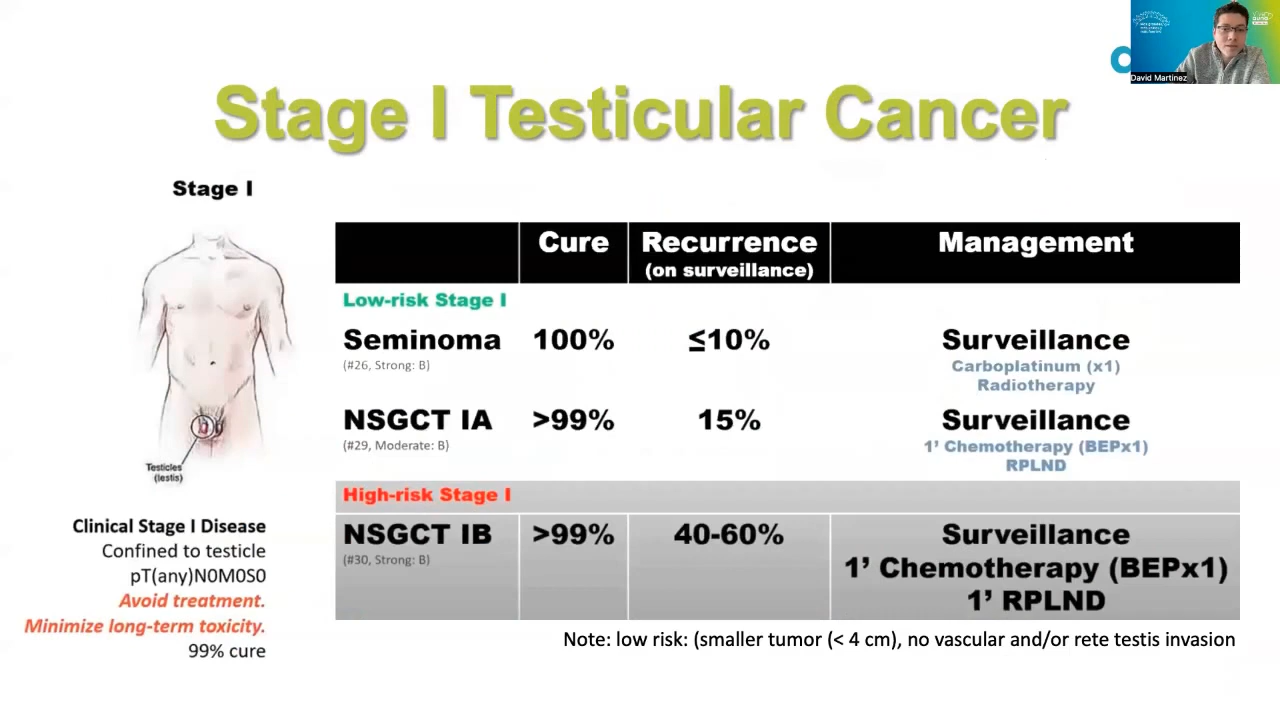 David Martinez
Stage I Testicular Cancer
Stage I
Testicles
(testis)
Clinical Stage I Disease
Confined to testicle
pT(any)N0M0S0
Avoid treatment.
Minimize long-term toxicity.
99% cure
Cure Recurrence Management
(on surveillance)
Low-risk Stage I
Seminoma 100% ≤10% Surveillance
(#26, Strong: B) Carboplatinum (x1)
Radiotherapy
NSGCT IA >99% 15% Surveillance
(#29, Moderate: B) 1’ Chemotherapy (BEPx1)
RPLND
High-risk Stage I
NSGCT IB >99% 40-60% Surveillance
(#30, Strong: B) 1’ Chemotherapy (BEPx1)
1’ RPLND
Note: low risk: (smaller tumor (< 4 cm), no vascular and/or rete testis invasion